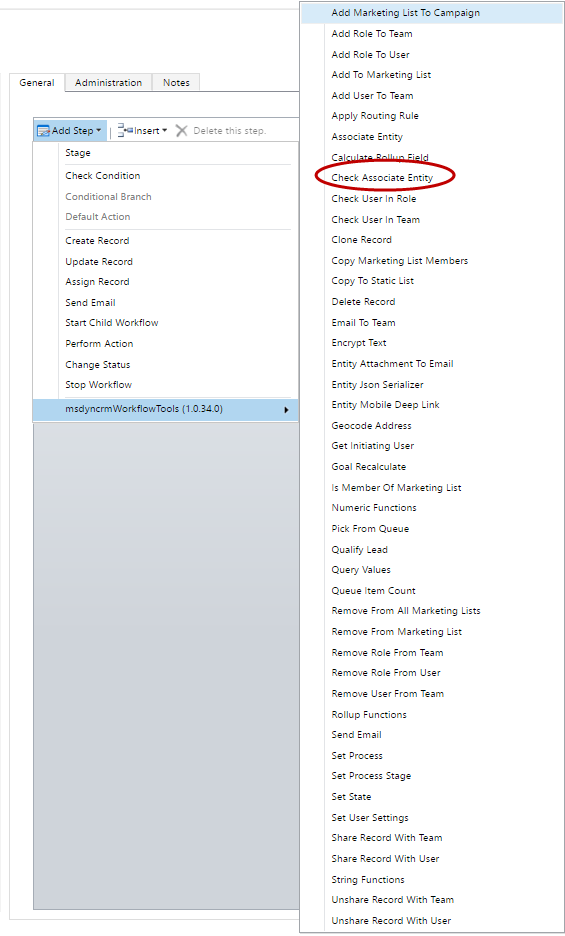 General
Administration
Notes
Add Step
Insert
Delete this step.
Stage
Check Condition
Conditional Branch
Default Action
Create Record
Update Record
Assign Record
Send Email
Start Child Workflow
Perform Action
Change Status
Stop Workflow
msdyncrmWorkflowTools (1.0.34.0)
Add Marketing List To Campaign
Add Role To Team
Add Role To User
Add To Marketing List
Add User To Team
Apply Routing Rule
Associate Entity
Calculate Rollup Field
Check Associate Entity
Check User In Role
Check User In Team
Clone Record
Copy Marketing List Members
Copy To Static List
Delete Record
Email To Team
Encrypt Text
Entity Attachment To Email
Entity Json Serializer
Entity Mobile Deep Link
Geocode Address
Get Initiating User
Goal Recalculate
Is Member Of Marketing List
Numeric Functions
Pick From Queue
Qualify Lead
Query Values
Queue Item Count
Remove From All Marketing Lists
Remove From Marketing List
Remove Role From Team
Remove Role From User
Remove User From Team
Rollup Functions
Send Email
Set Process
Set Process Stage
Set State
Set User Settings
Share Record With Team
Share Record With User
String Functions
Unshare Record With Team
Unshare Record With User